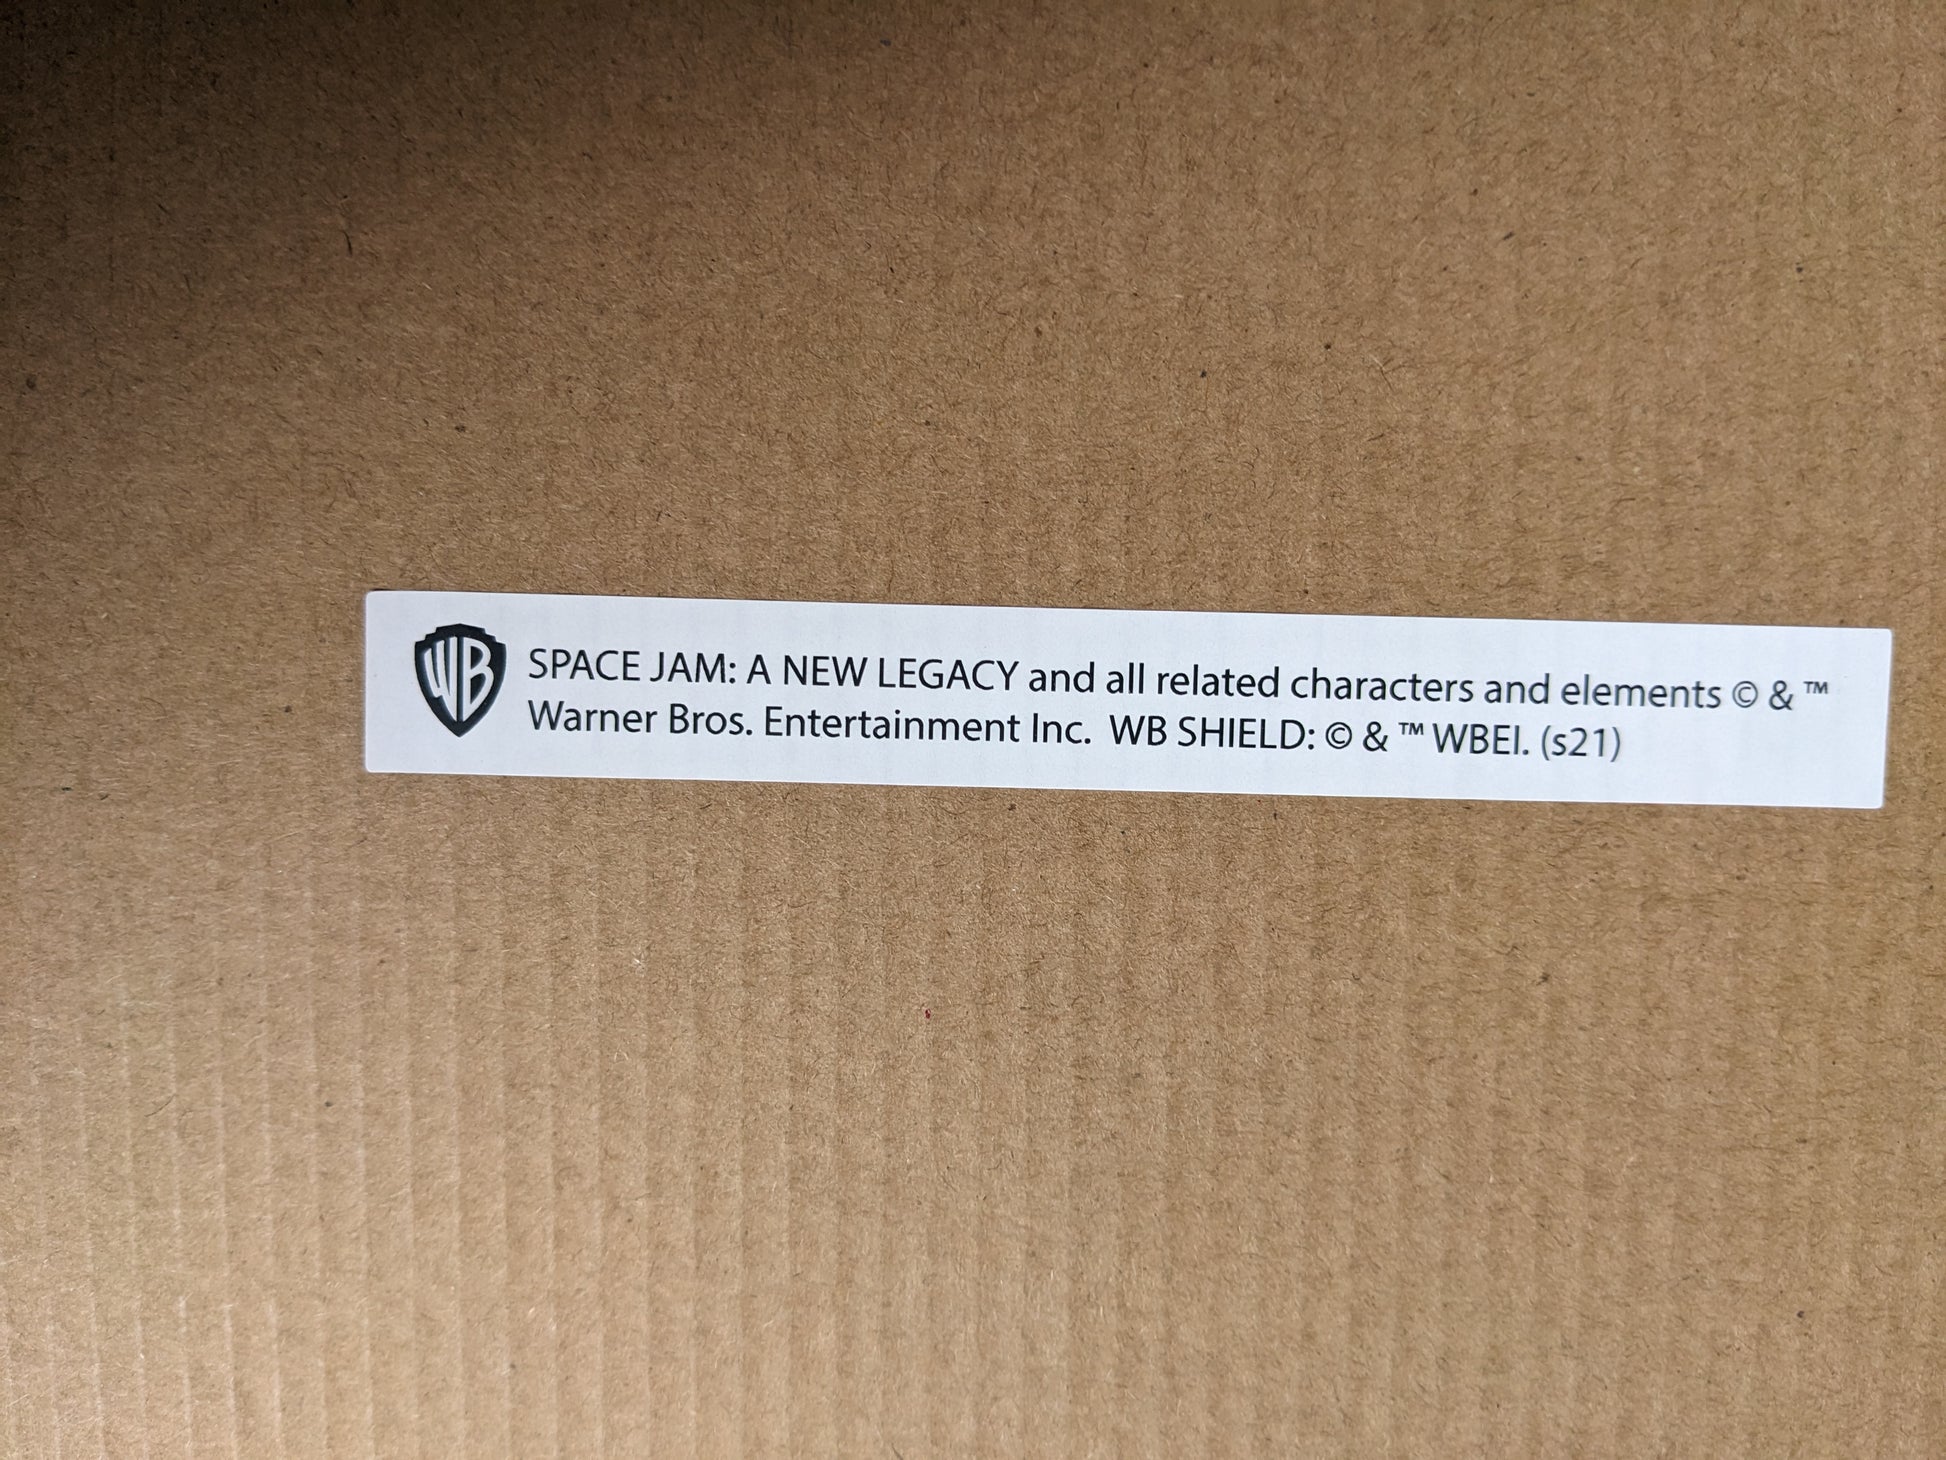 WB SPACE JAM: A NEW LEGACY and all related characters and elements © & ™
Warner Bros. Entertainment Inc. WB SHIELD: © & ™ WBEI. (s21)